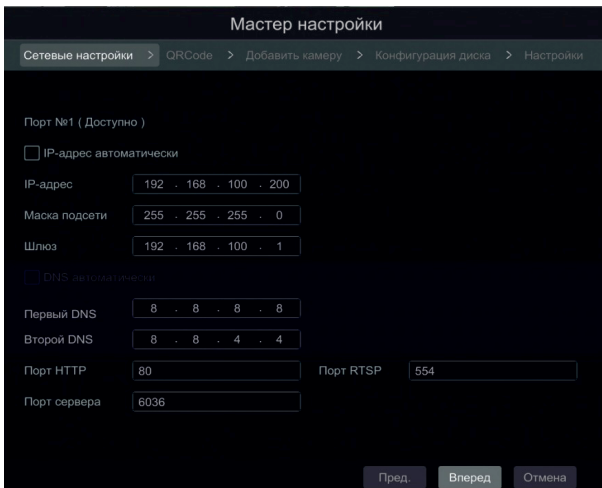 Мастер настройки
Сетевые настройки > QRCode > Добавить камеру > Конфигурация диска > Настройки
Порт №1 ( Доступно )
IP-адрес автоматически
IP-адрес 192 . 168 . 100 . 200
Маска подсети 255 . 255 . 255 . 0
Шлюз 192 . 168 . 100 . 1
DNS автоматически
Первый DNS 8 . 8 . 8 . 8
Второй DNS 8 . 8 . 4 . 4
Порт HTTP 80 Порт RTSP 554
Порт сервера 6036
Пред. Вперед Отмена